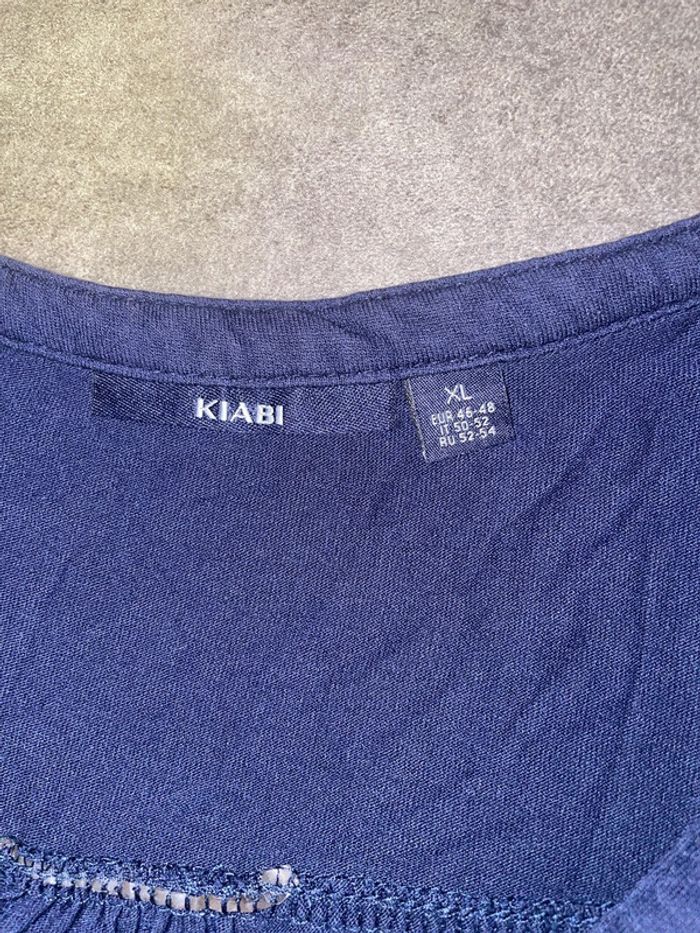 KIABI
XL
EUR 46-48
IT 50-52
RU 52-54